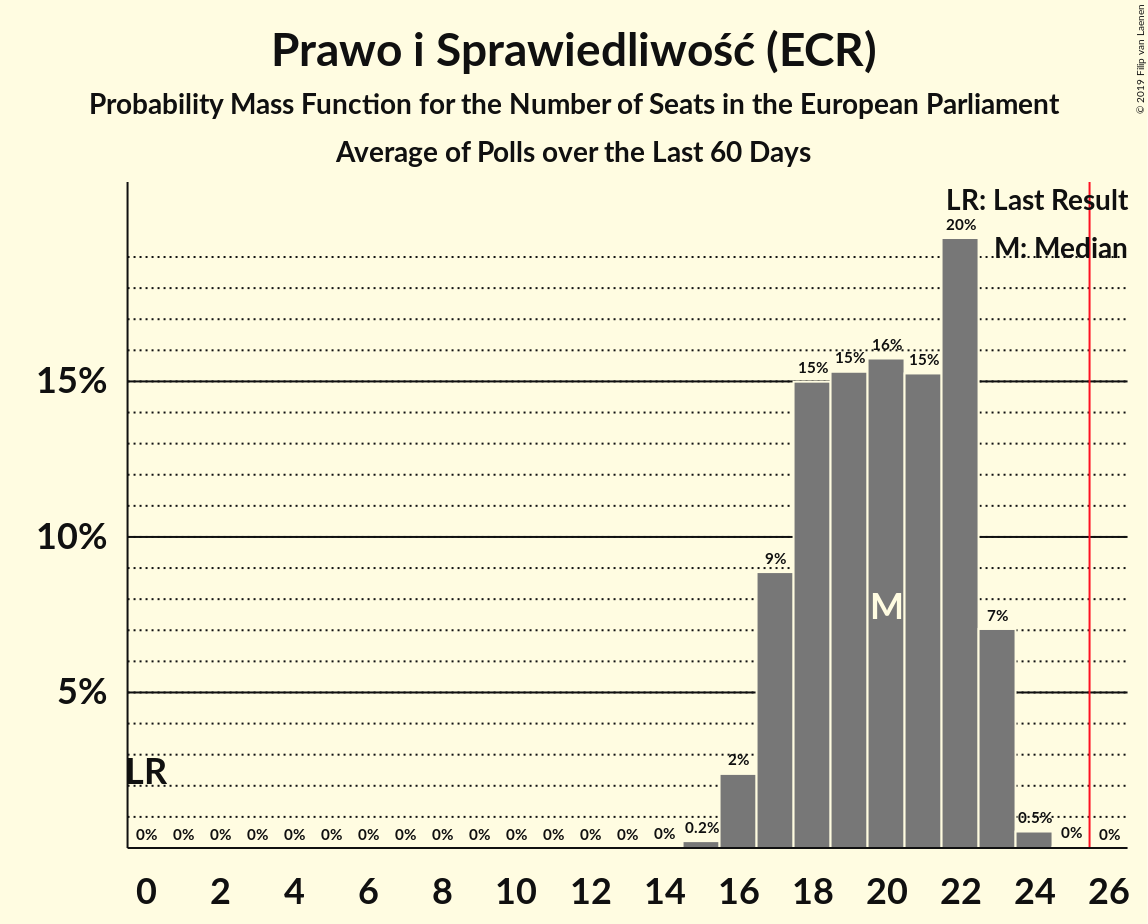 Prawo i Sprawiedliwość (ECR)
Probability Mass Function for the Number of Seats in the European Parliament
Average of Polls over the Last 60 Days
© 2019 Filip van Laenen
LR: Last Result
M: Median
20%
15% 15% 16% 15%
15%
10%
9%
M
7%
5%
LR
2%
0% 0% 0% 0% 0% 0% 0% 0% 0% 0% 0% 0% 0% 0% 0% 0.2% 0.5% 0% 0%
0 2 4 6 8 10 12 14 16 18 20 22 24 26